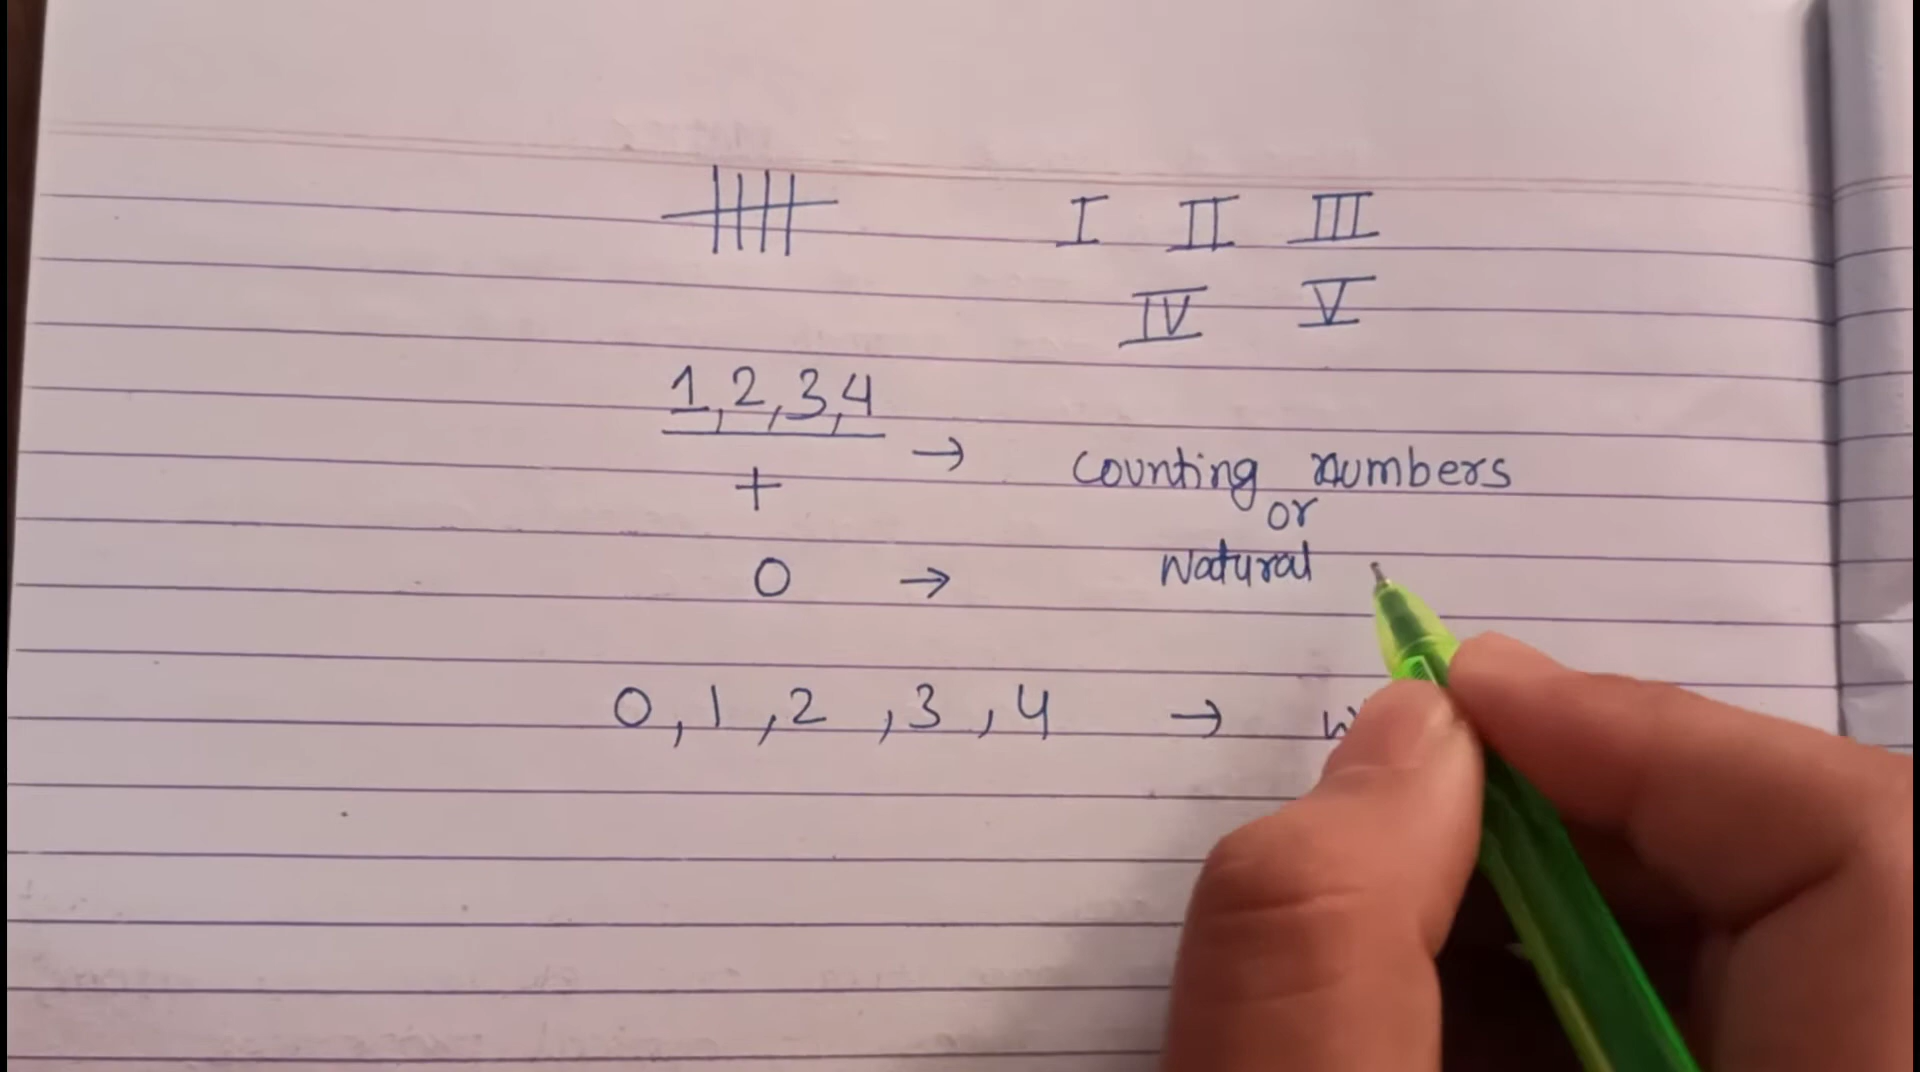 I II III
IV V
1,2,3,4
→ Counting numbers
+
or
0 → Natural
0,1,2,3,4 →